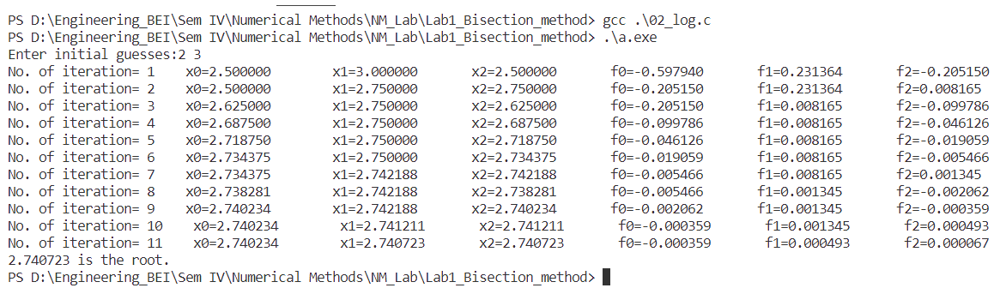 PS D:\Engineering_BEI\Sem IV\Numerical Methods\NM_Lab\Lab1_Bisection_method> gcc .\02_log.c
PS D:\Engineering_BEI\Sem IV\Numerical Methods\NM_Lab\Lab1_Bisection_method> .\a.exe
Enter initial guesses:2 3
No. of iteration= 1 x0=2.500000 x1=3.000000 x2=2.500000 f0=-0.597940 f1=0.231364 f2=-0.205150
No. of iteration= 2 x0=2.500000 x1=2.750000 x2=2.750000 f0=-0.205150 f1=0.231364 f2=0.008165
No. of iteration= 3 x0=2.625000 x1=2.750000 x2=2.625000 f0=-0.205150 f1=0.008165 f2=-0.099786
No. of iteration= 4 x0=2.687500 x1=2.750000 x2=2.687500 f0=-0.099786 f1=0.008165 f2=-0.046126
No. of iteration= 5 x0=2.718750 x1=2.750000 x2=2.718750 f0=-0.046126 f1=0.008165 f2=-0.019059
No. of iteration= 6 x0=2.734375 x1=2.750000 x2=2.734375 f0=-0.019059 f1=0.008165 f2=-0.005466
No. of iteration= 7 x0=2.734375 x1=2.742188 x2=2.742188 f0=-0.005466 f1=0.008165 f2=0.001345
No. of iteration= 8 x0=2.738281 x1=2.742188 x2=2.738281 f0=-0.005466 f1=0.001345 f2=-0.002062
No. of iteration= 9 x0=2.740234 x1=2.742188 x2=2.740234 f0=-0.002062 f1=0.001345 f2=-0.000359
No. of iteration= 10 x0=2.740234 x1=2.741211 x2=2.741211 f0=-0.000359 f1=0.001345 f2=0.000493
No. of iteration= 11 x0=2.740234 x1=2.740723 x2=2.740723 f0=-0.000359 f1=0.000493 f2=0.000067
2.740723 is the root.
PS D:\Engineering_BEI\Sem IV\Numerical Methods\NM_Lab\Lab1_Bisection_method>